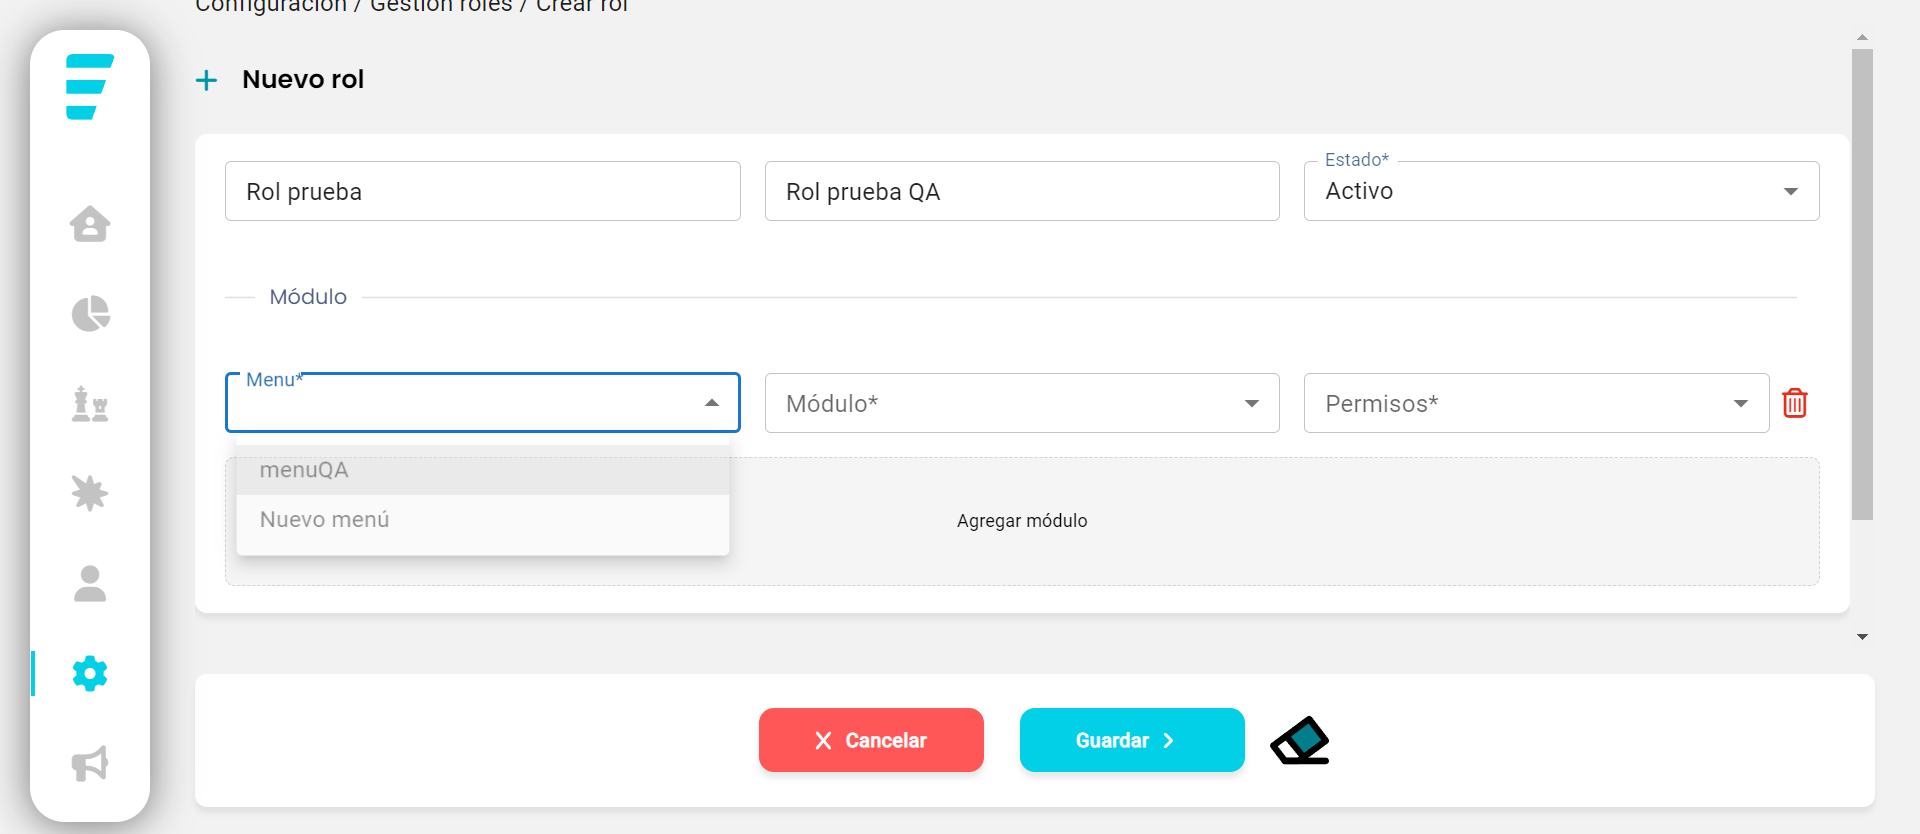 Configuración / Gestión roles / Crear rol
Nuevo rol
Rol prueba
Rol prueba QA
Estado*
Activo
Módulo
Menu*
Módulo*
Permisos*
menuQA
Nuevo menú
Agregar módulo
Cancelar
Guardar